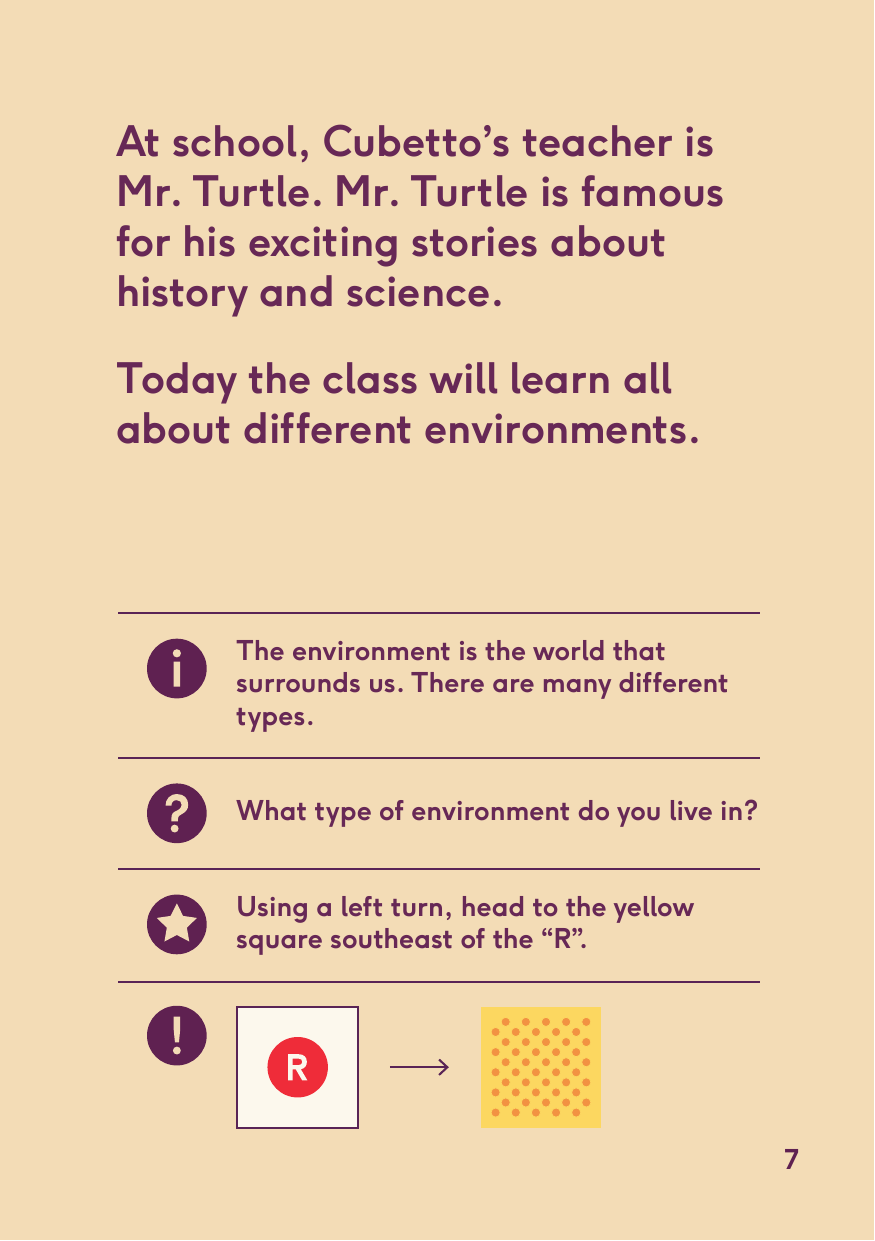 At school, Cubetto’s teacher is
Mr. Turtle. Mr. Turtle is famous
for his exciting stories about
history and science.
Today the class will learn all
about different environments.
i
The environment is the world that
surrounds us. There are many different
types.
?
What type of environment do you live in?
Using a left turn, head to the yellow
square southeast of the “R”.
!
R
7